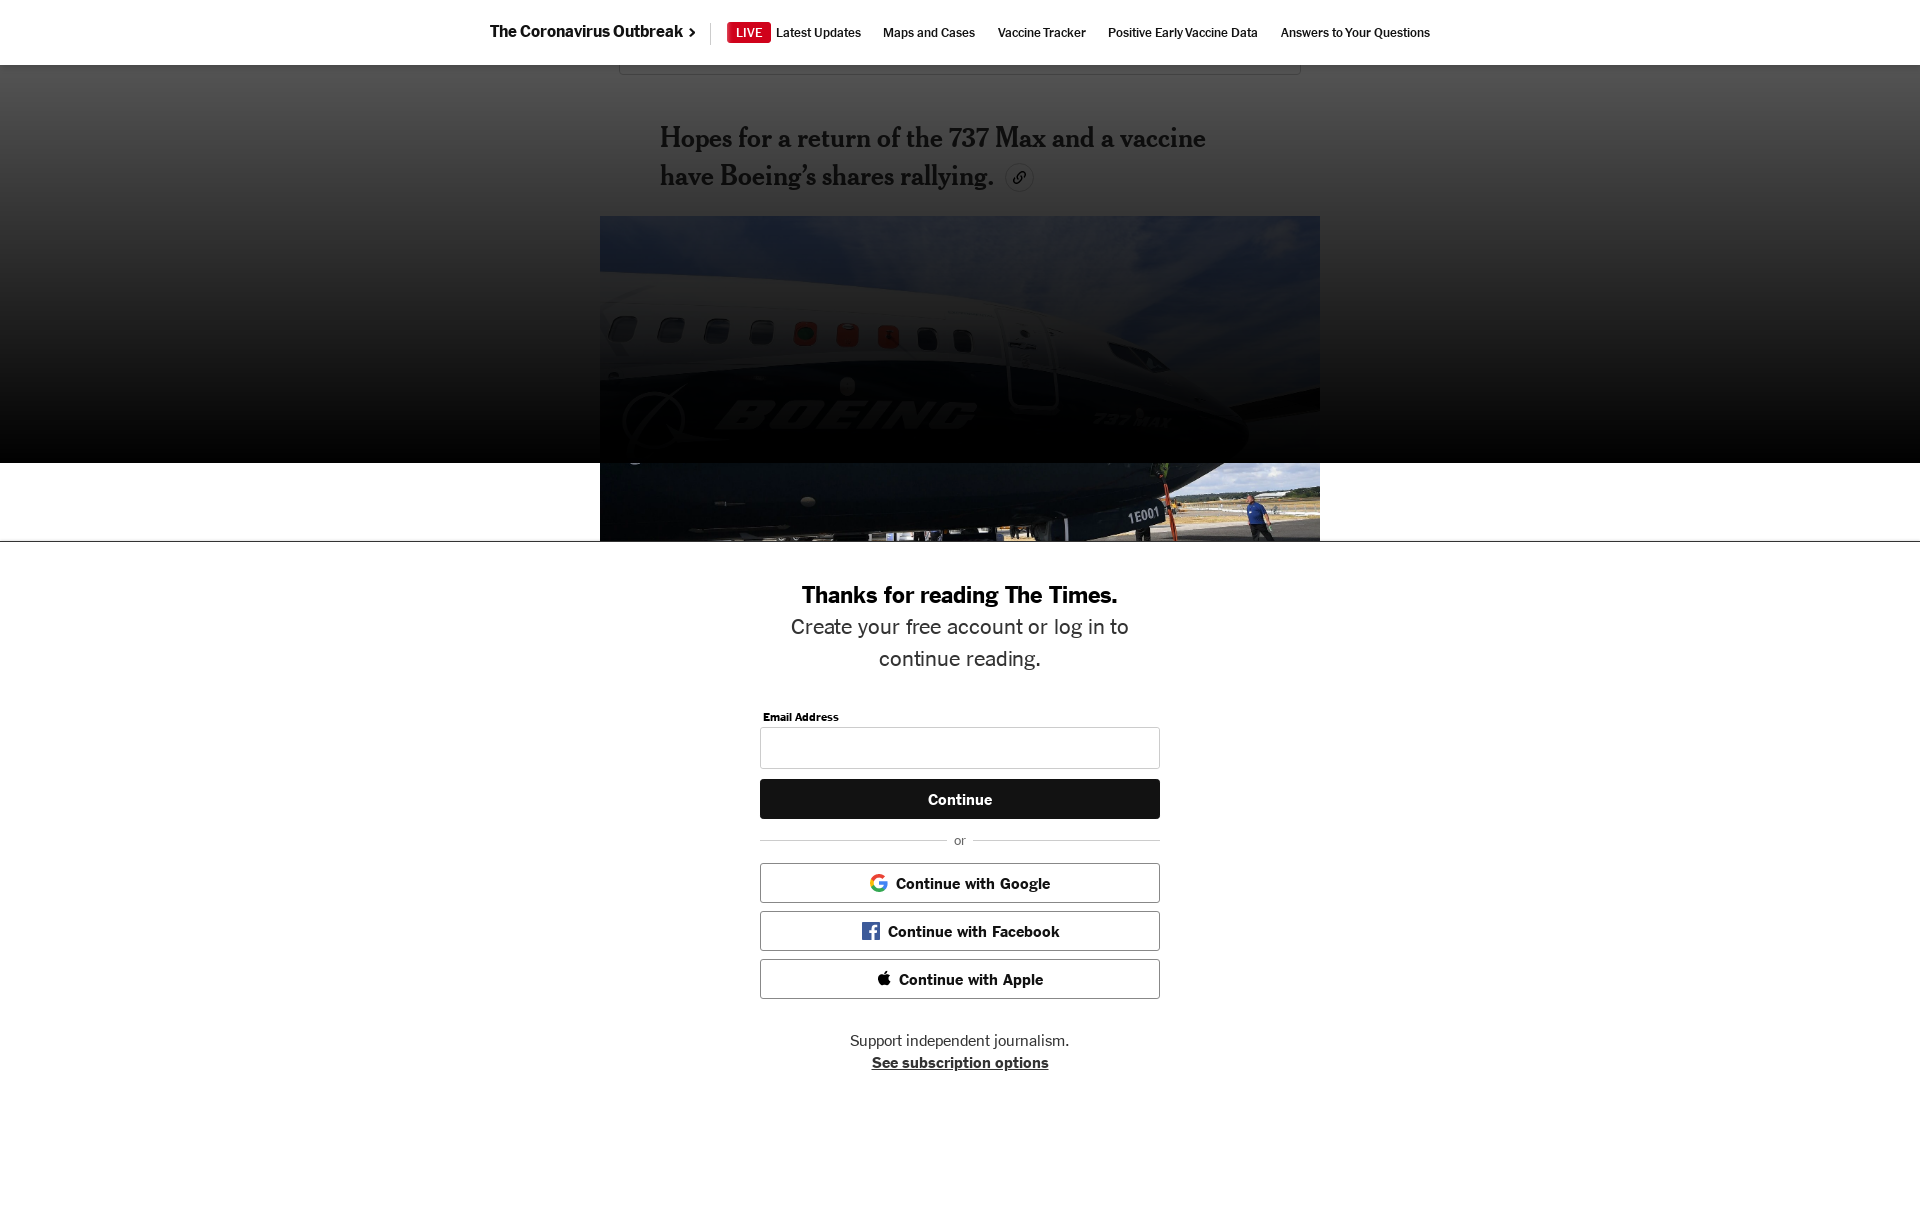 The Coronavirus Outbreak
LIVE Latest Updates Maps and Cases Vaccine Tracker Positive Early Vaccine Data Answers to Your Questions
Hopes for a return of the 737 Max and a vaccine
have Boeing’s shares rallying.
BOEING
737 MAX
1E001
Thanks for reading The Times.
Create your free account or log in to
continue reading.
Email Address
Continue
or
Continue with Google
Continue with Facebook
Continue with Apple
Support independent journalism.
See subscription options